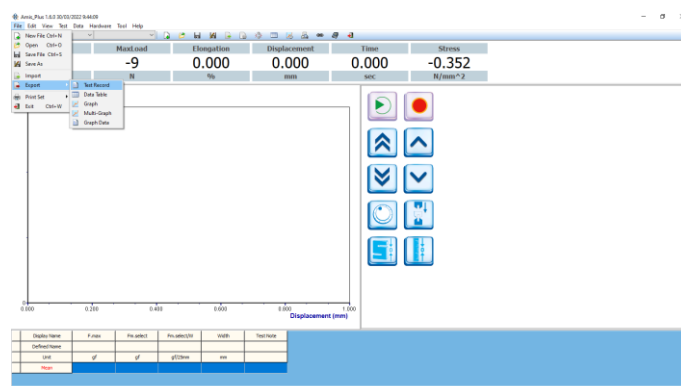 Amis_Plus 1.6.0 30/03/2022 9:44:09
File Edit View Test Data Hardware Tool Help
New File Ctrl+N
Open Ctrl+O
Save File Ctrl+S
Save As
Import
Export
Print Set
Exit Ctrl+W
Test Record
Data Table
Graph
Multi-Graph
Graph Data
MaxLoad Elongation Displacement Time Stress
-9 0.000 0.000 0.000 -0.352
N % mm sec N/mm^2
0
0.000 0.200 0.400 0.600 0.800 1.000
Displacement (mm)
Display Name F.max Fm.select Fm.select/W Width Test Note
Defined Name
Unit gf gf gf/25mm mm
Mean